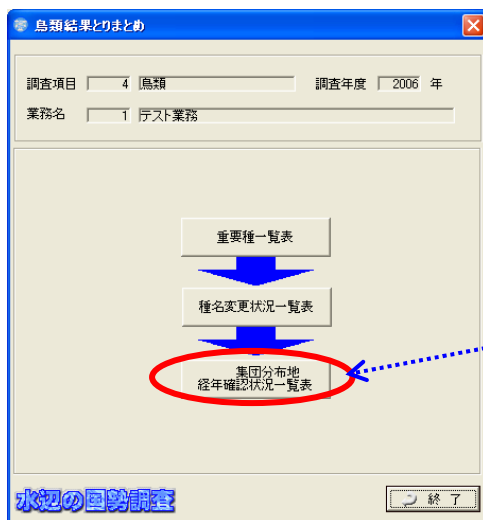 鳥類結果とりまとめ
調査項目 4 鳥類 調査年度 2006 年
業務名 1 テスト業務
重要種一覧表
種名変更状況一覧表
集団分布地
経年確認状況一覧表
水辺の国勢調査 終 了